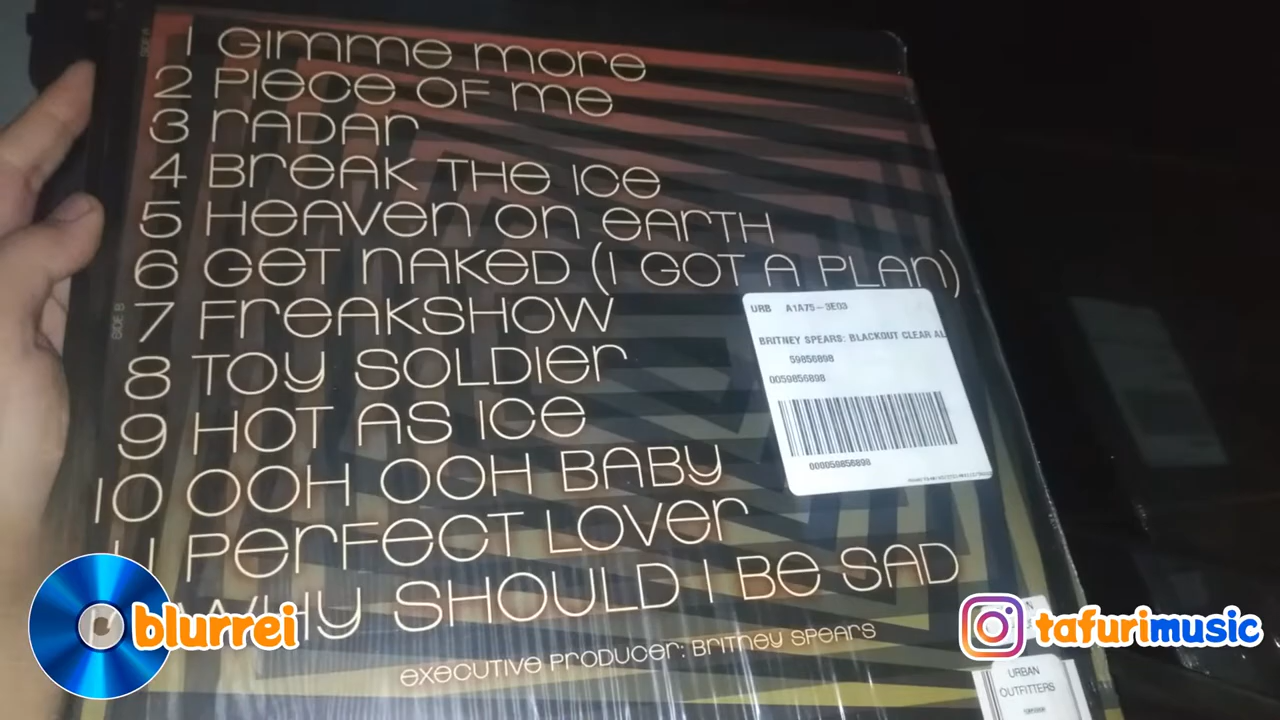 SIDE A
1 GIMME MORE
2 PIECE OF ME
3 RADAR
4 BREAK THE ICE
5 HEAVEN ON EARTH
6 GET NAKED (I GOT A PLAN)
SIDE B
7 FREAKSHOW
8 TOY SOLDIER
9 HOT AS ICE
10 OOH OOH BABY
11 PERFECT LOVER
WHY SHOULD I BE SAD
EXECUTIVE PRODUCER: BRITNEY SPEARS
URB A1A75-3E03
BRITNEY SPEARS: BLACKOUT CLEAR AL
59856898
0059856898
000059856898
URBAN
OUTFITTERS
blurrei
tafurimusic